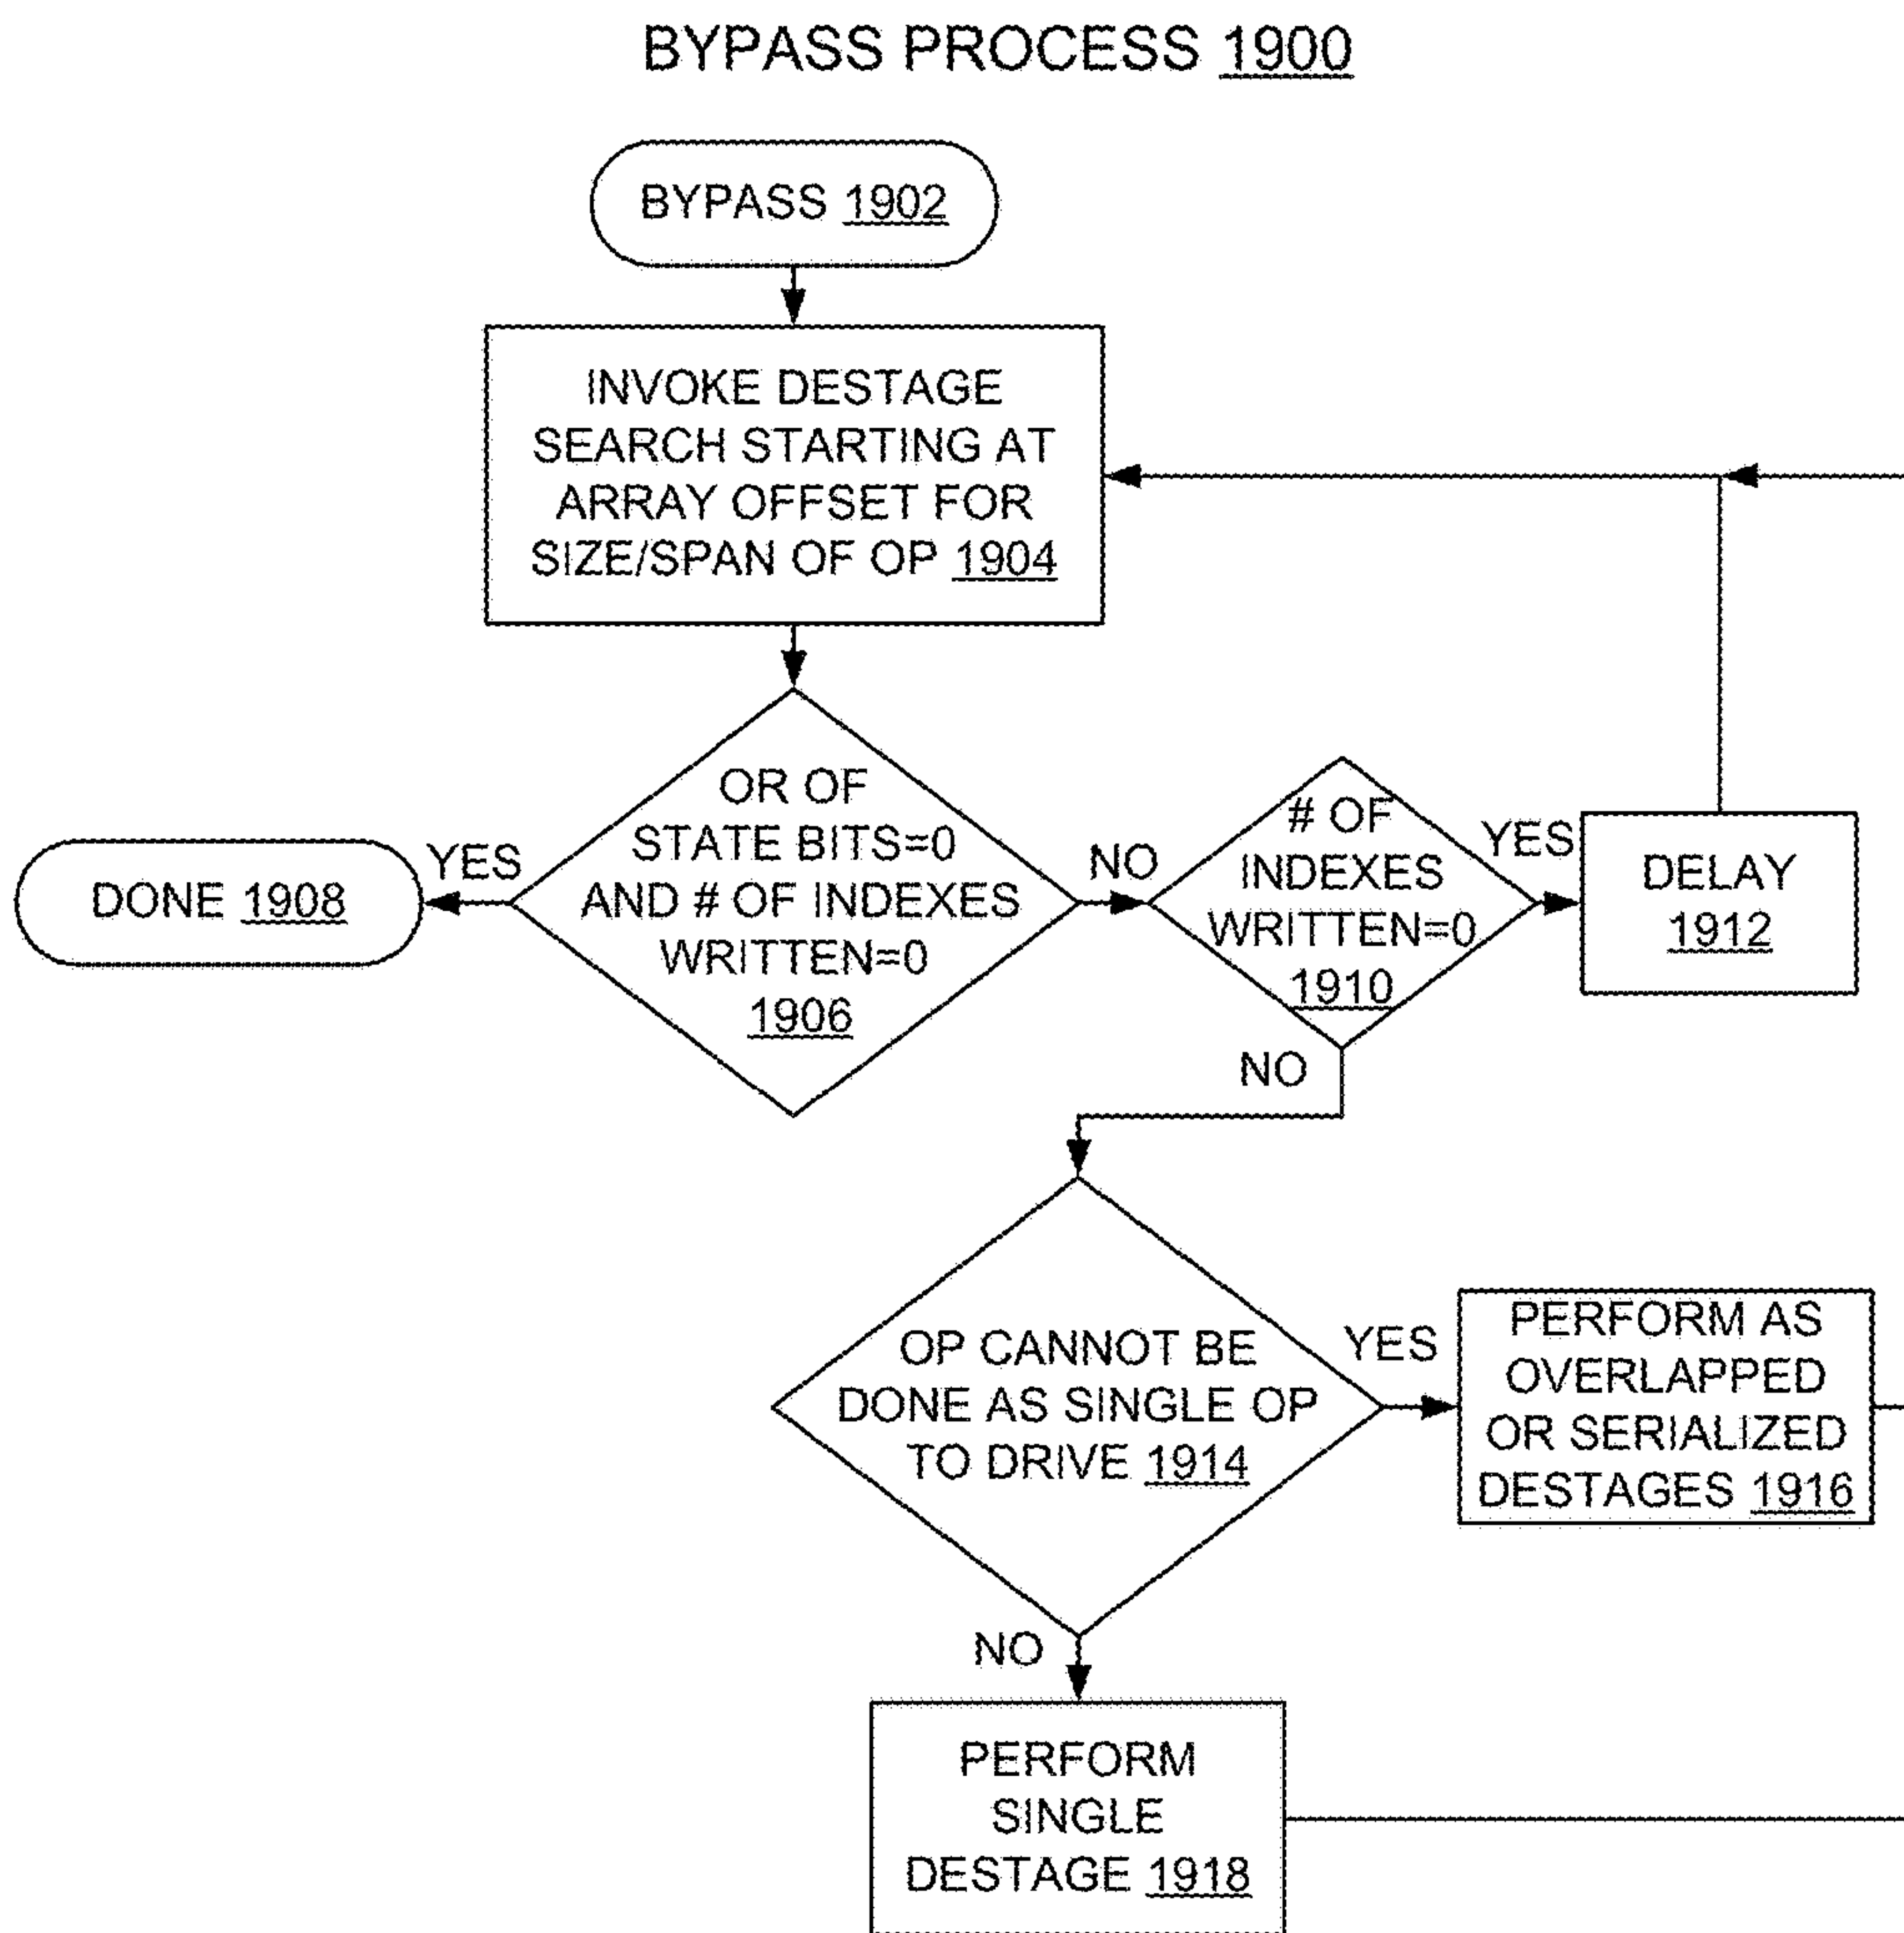 BYPASS PROCESS 1900
BYPASS 1902
INVOKE DESTAGE
SEARCH STARTING AT
ARRAY OFFSET FOR
SIZE/SPAN OF OP 1904
OR OF
STATE BITS=0
AND # OF INDEXES
WRITTEN=0
1906
YES
DONE 1908
NO
# OF
INDEXES
WRITTEN=0
1910
YES
DELAY
1912
NO
OP CANNOT BE
DONE AS SINGLE OP
TO DRIVE 1914
YES
PERFORM AS
OVERLAPPED
OR SERIALIZED
DESTAGES 1916
NO
PERFORM
SINGLE
DESTAGE 1918